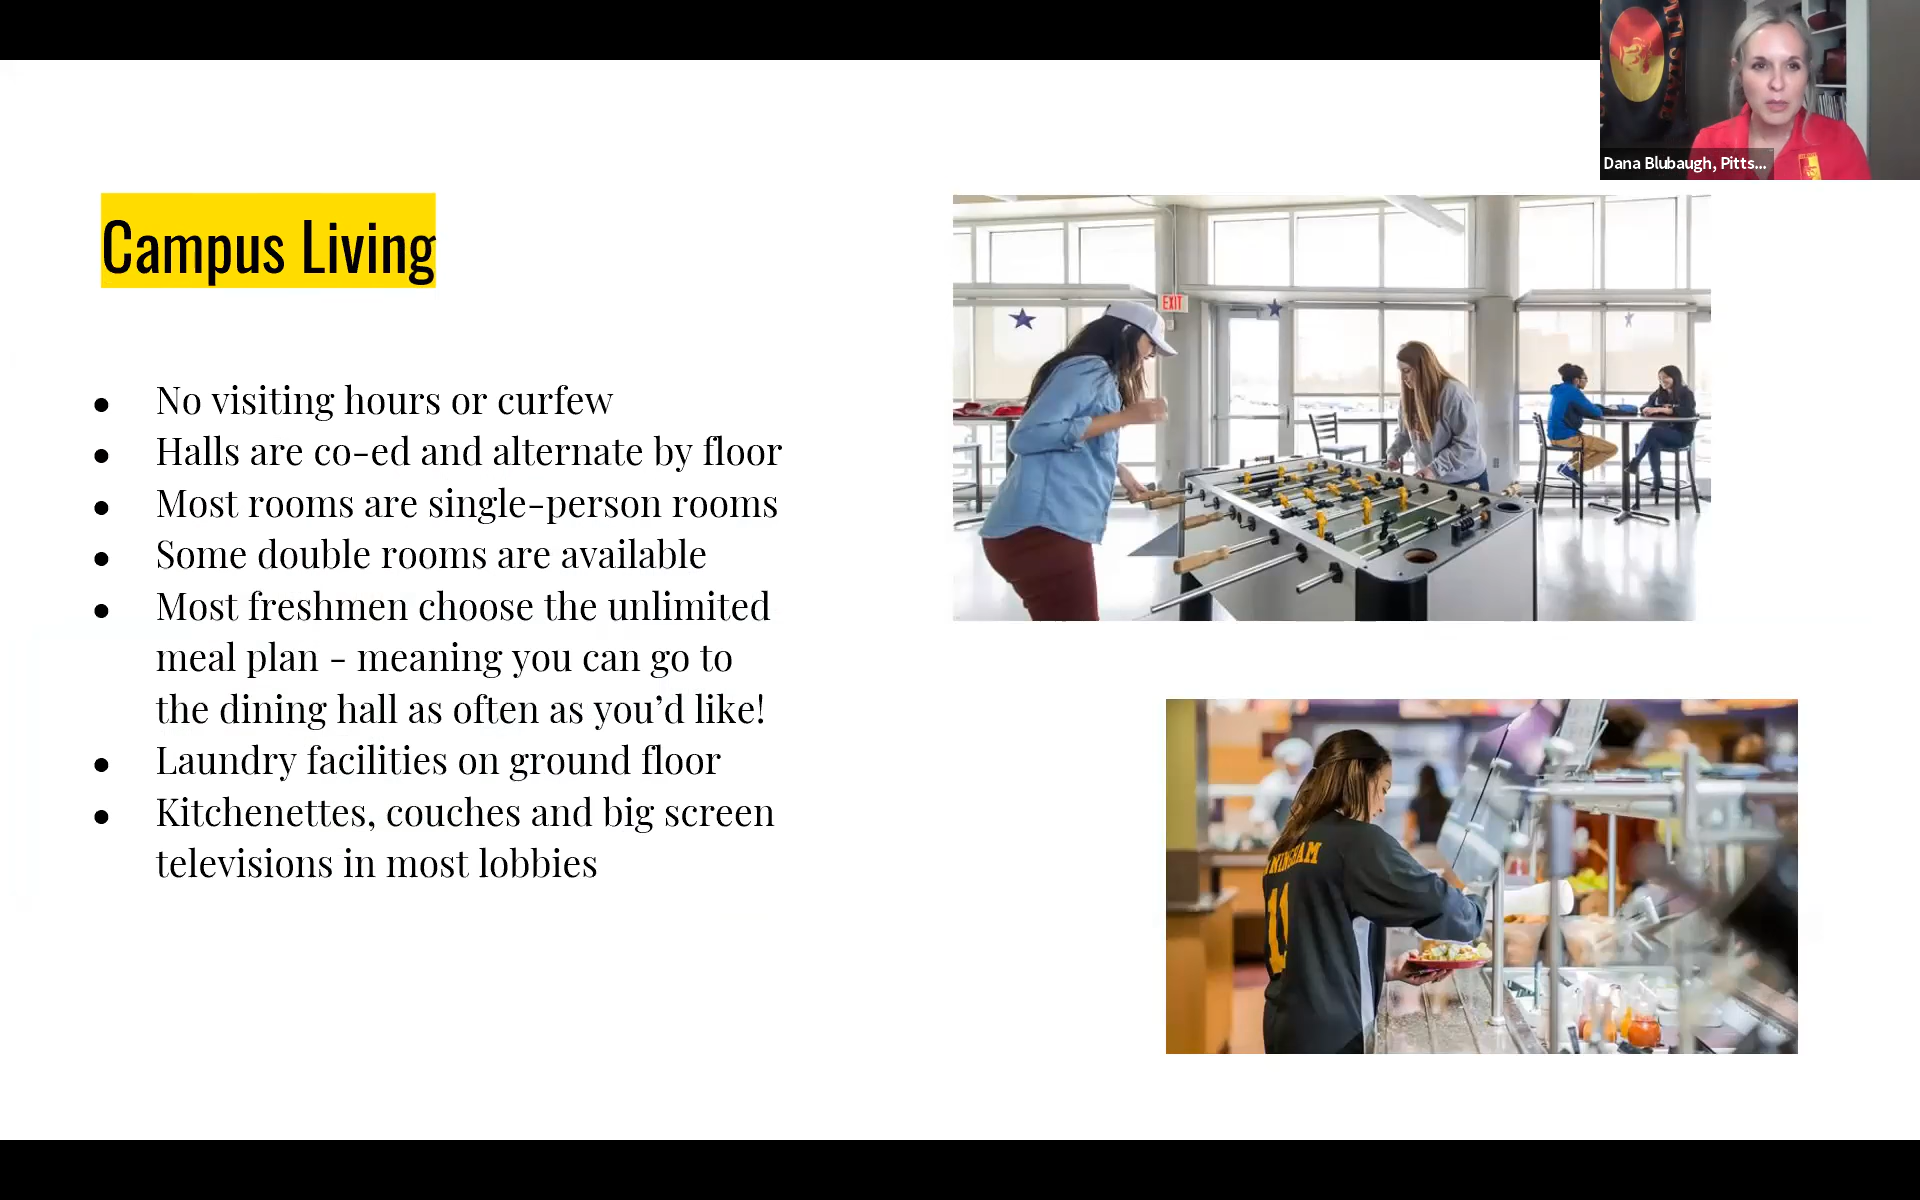 Dana Blubaugh, Pitts...
Campus Living
No visiting hours or curfew
Halls are co-ed and alternate by floor
Most rooms are single-person rooms
Some double rooms are available
Most freshmen choose the unlimited
meal plan - meaning you can go to
the dining hall as often as you’d like!
Laundry facilities on ground floor
Kitchenettes, couches and big screen
televisions in most lobbies
EXIT
11